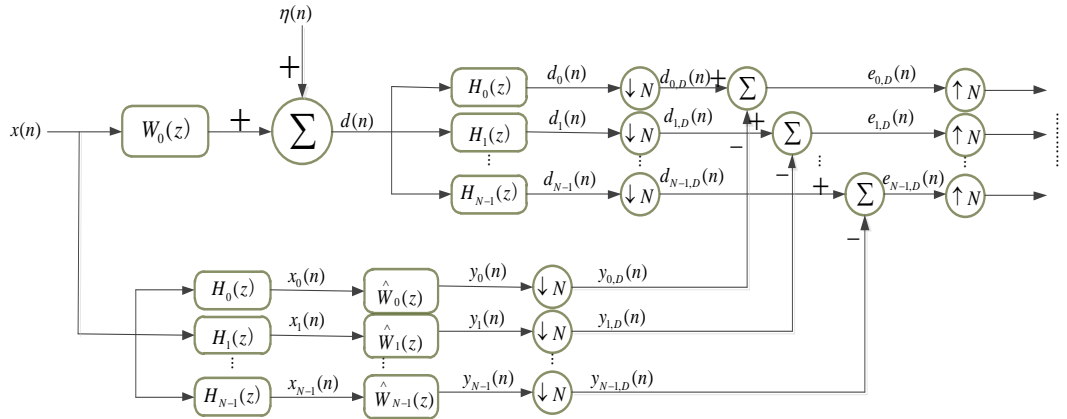 η(n)
+
x(n) W_0(z) + Σ d(n)
H_0(z) d_0(n) ↓N d_{0,D}(n) + Σ e_{0,D}(n) ↑N
−
H_1(z) d_1(n) ↓N d_{1,D}(n) + Σ e_{1,D}(n) ↑N
−
⋮ ⋮ ⋮ ⋮
H_{N-1}(z) d_{N-1}(n) ↓N d_{N-1,D}(n) + Σ e_{N-1,D}(n) ↑N
−
H_0(z) x_0(n) Ŵ_0(z) y_0(n) ↓N y_{0,D}(n)
H_1(z) x_1(n) Ŵ_1(z) y_1(n) ↓N y_{1,D}(n)
⋮ ⋮ ⋮
H_{N-1}(z) x_{N-1}(n) Ŵ_{N-1}(z) y_{N-1}(n) ↓N y_{N-1,D}(n)